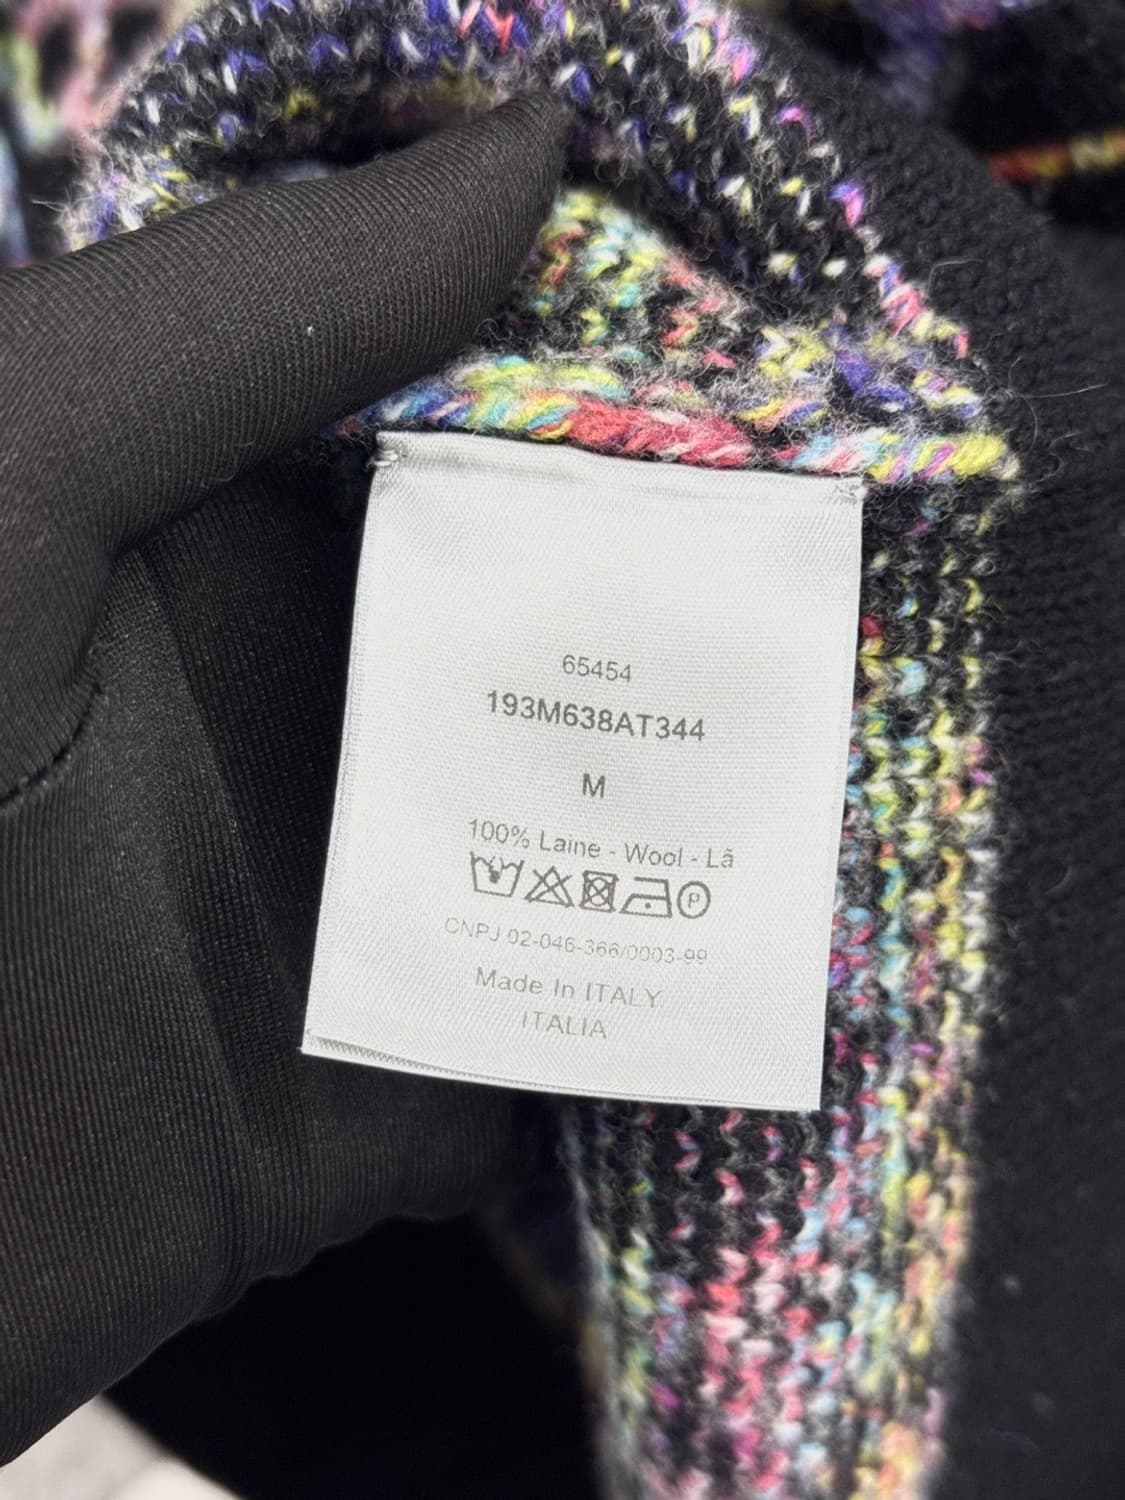 65454
193M638AT344
M
100% Laine - Wool - Lã
P
CNPJ 02-046-366/0003-99
Made In ITALY
ITALIA